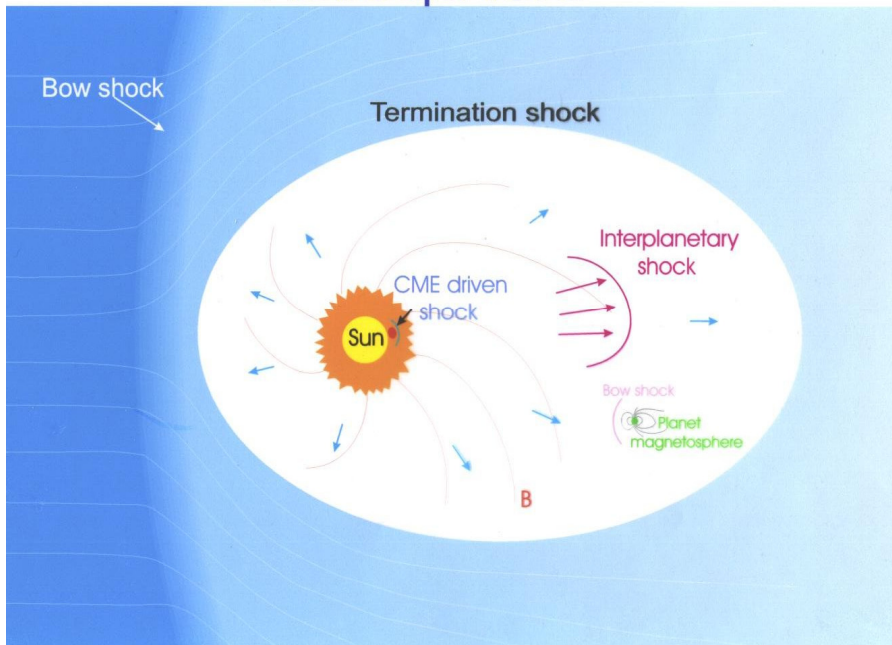 Bow shock
Termination shock
Interplanetary
shock
CME driven
shock
Sun
Bow shock
Planet
magnetosphere
B